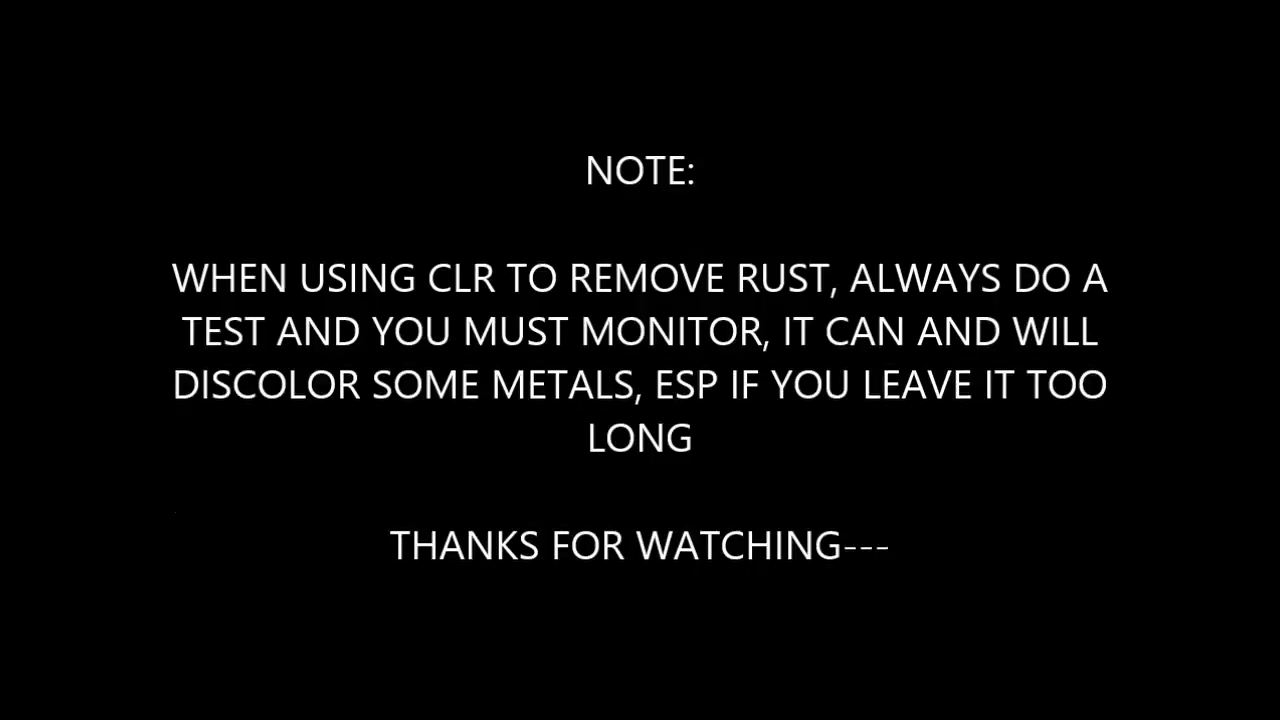 NOTE:
WHEN USING CLR TO REMOVE RUST, ALWAYS DO A
TEST AND YOU MUST MONITOR, IT CAN AND WILL
DISCOLOR SOME METALS, ESP IF YOU LEAVE IT TOO
LONG
THANKS FOR WATCHING---